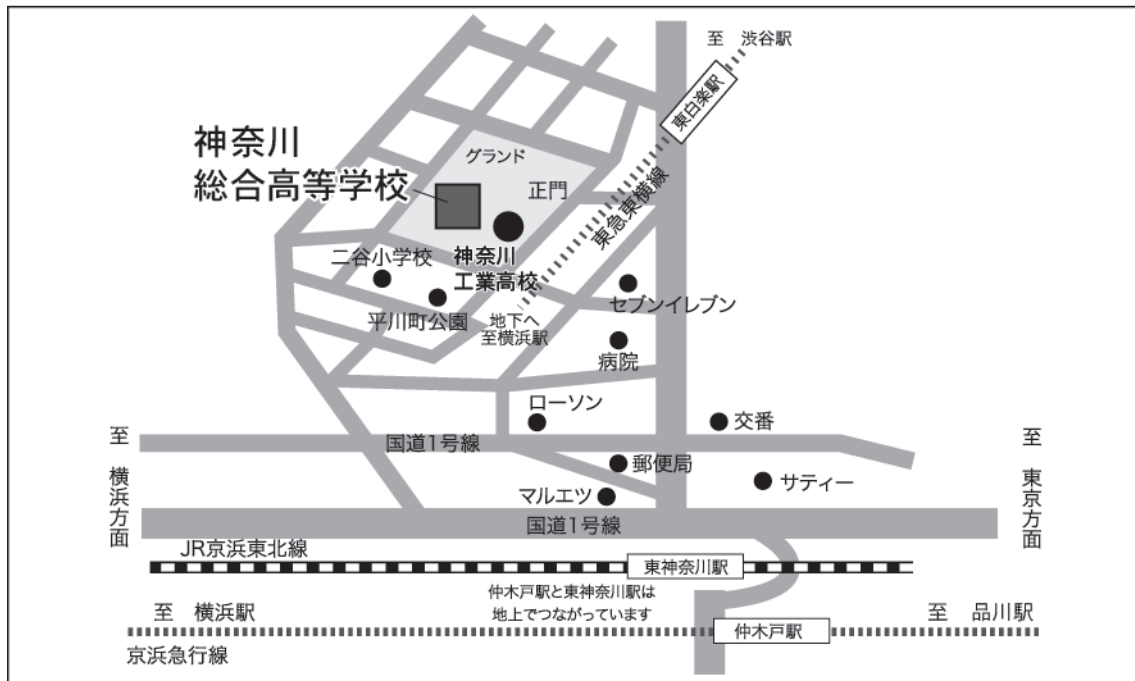 至 渋谷駅
東白楽駅
神奈川
総合高等学校
グランド
正門
東急東横線
二谷小学校
神奈川
工業高校
平川町公園
地下へ
至横浜駅
セブンイレブン
病院
ローソン
交番
至 横浜方面
国道1号線
至 東京方面
郵便局
サティー
マルエツ
国道1号線
JR京浜東北線
東神奈川駅
仲木戸駅と東神奈川駅は
地上でつながっています
至 横浜駅
至 品川駅
仲木戸駅
京浜急行線